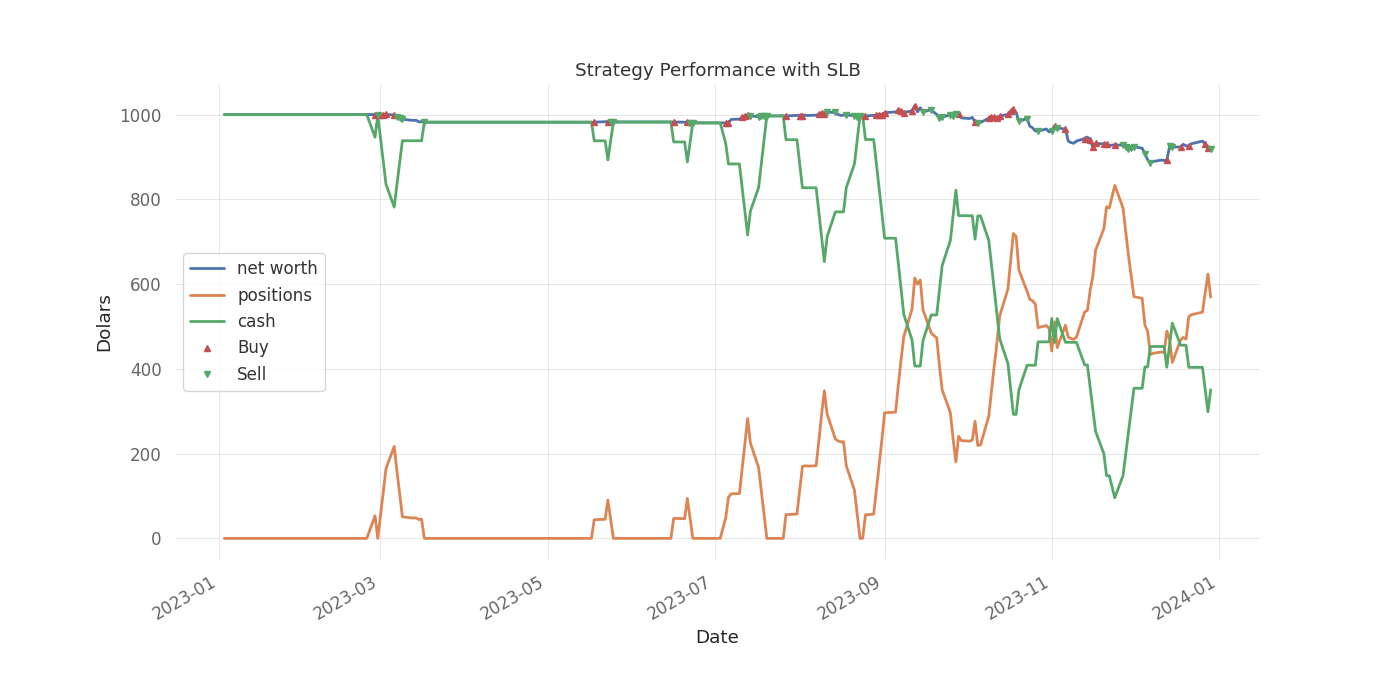 Strategy Performance with SLB
1000
800
600
400
200
0
Dolars
net worth
positions
cash
Buy
Sell
2023-01
2023-03
2023-05
2023-07
2023-09
2023-11
2024-01
Date